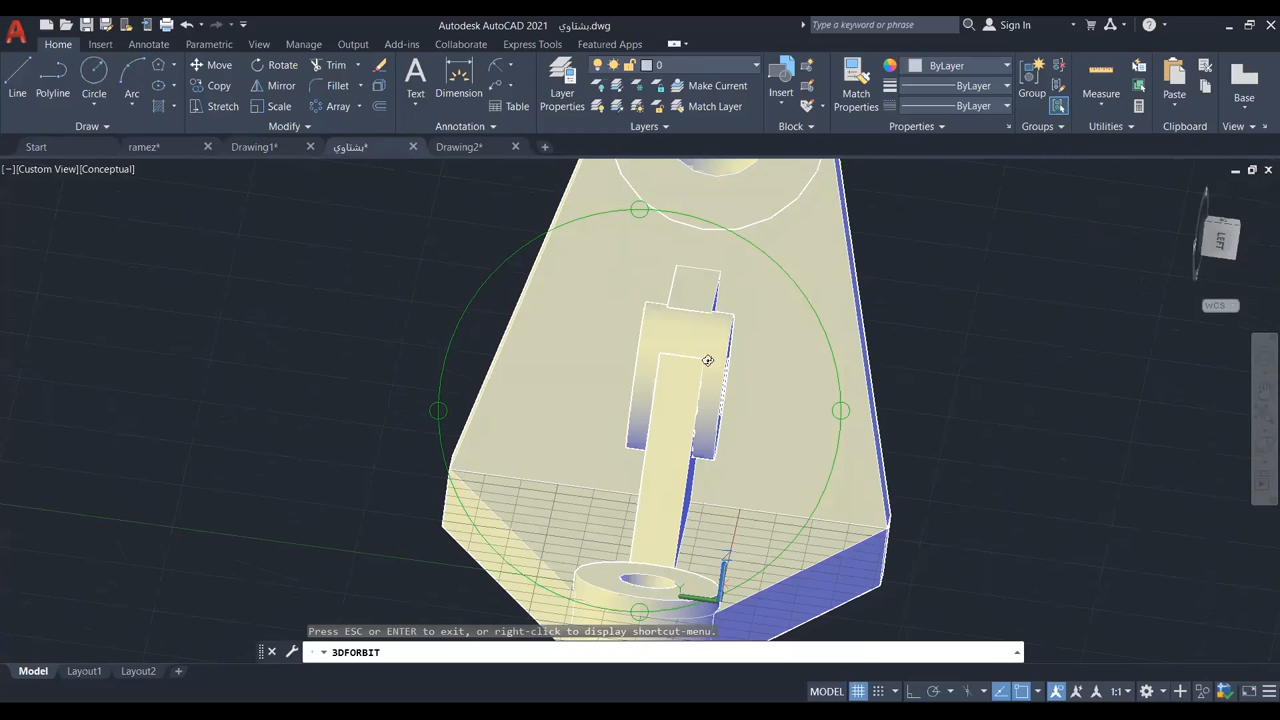 Autodesk AutoCAD 2021 بشتاوي.dwg
Type a keyword or phrase
Sign In
Home Insert Annotate Parametric View Manage Output Add-ins Collaborate Express Tools Featured Apps
Line Polyline Circle Arc
Move Rotate Trim
Copy Mirror Fillet
Stretch Scale Array
Text Dimension Table
Layer Properties
0
Make Current
Match Layer
Insert
Match Properties
ByLayer
ByLayer
ByLayer
Group
Measure
Paste
Base
Draw Modify Annotation Layers Block Properties Groups Utilities Clipboard View
Start ramez* Drawing1* بشتاوي* Drawing2*
[−][Custom View][Conceptual]
LEFT
WCS
Press ESC or ENTER to exit, or right-click to display shortcut-menu.
3DFORBIT
Model Layout1 Layout2
MODEL 1:1